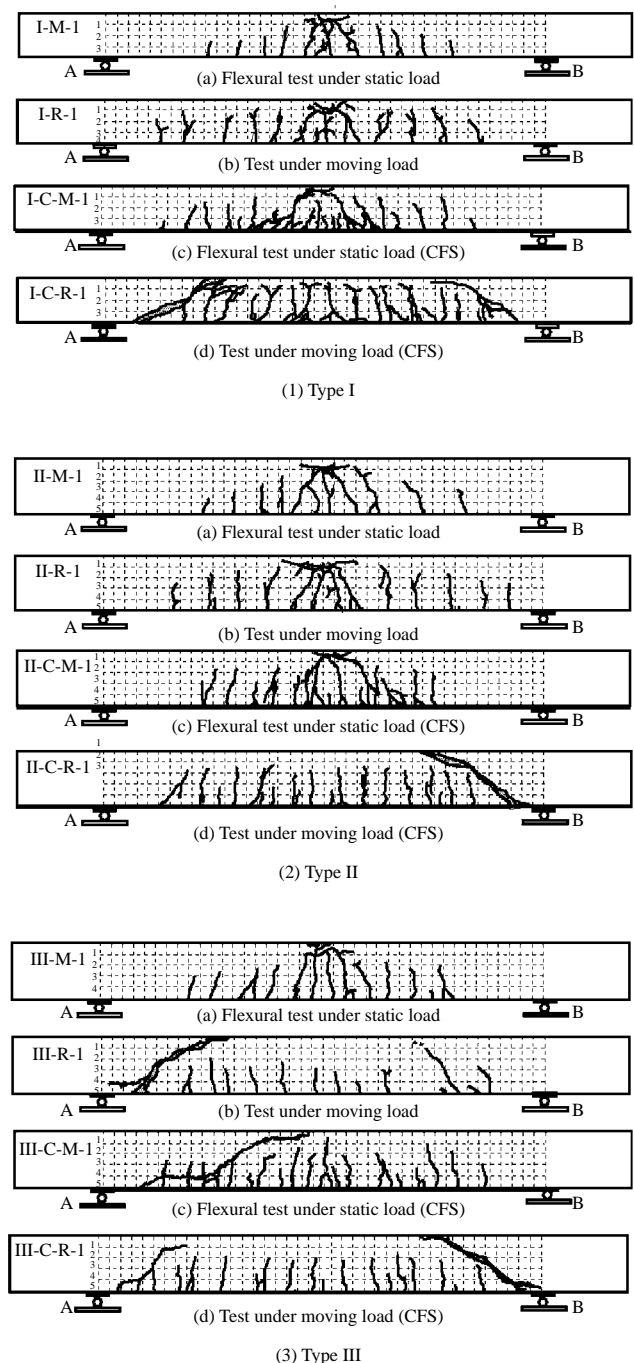 I-M-1
1
2
3
A B
(a) Flexural test under static load
I-R-1
1
2
3
A B
(b) Test under moving load
I-C-M-1
1
2
3
A B
(c) Flexural test under static load (CFS)
I-C-R-1
1
2
3
A B
(d) Test under moving load (CFS)
(1) Type I
II-M-1
1
2
3
4
5
A B
(a) Flexural test under static load
II-R-1
1
2
3
4
A B
(b) Test under moving load
II-C-M-1
1
2
3
4
5
A B
(c) Flexural test under static load (CFS)
II-C-R-1
1
3
5
A B
(d) Test under moving load (CFS)
(2) Type II
III-M-1
1
2
3
4
A B
(a) Flexural test under static load
III-R-1
1
2
3
4
5
A B
(b) Test under moving load
III-C-M-1
1
2
3
4
5
A B
(c) Flexural test under static load (CFS)
III-C-R-1
1
2
3
4
5
A B
(d) Test under moving load (CFS)
(3) Type III